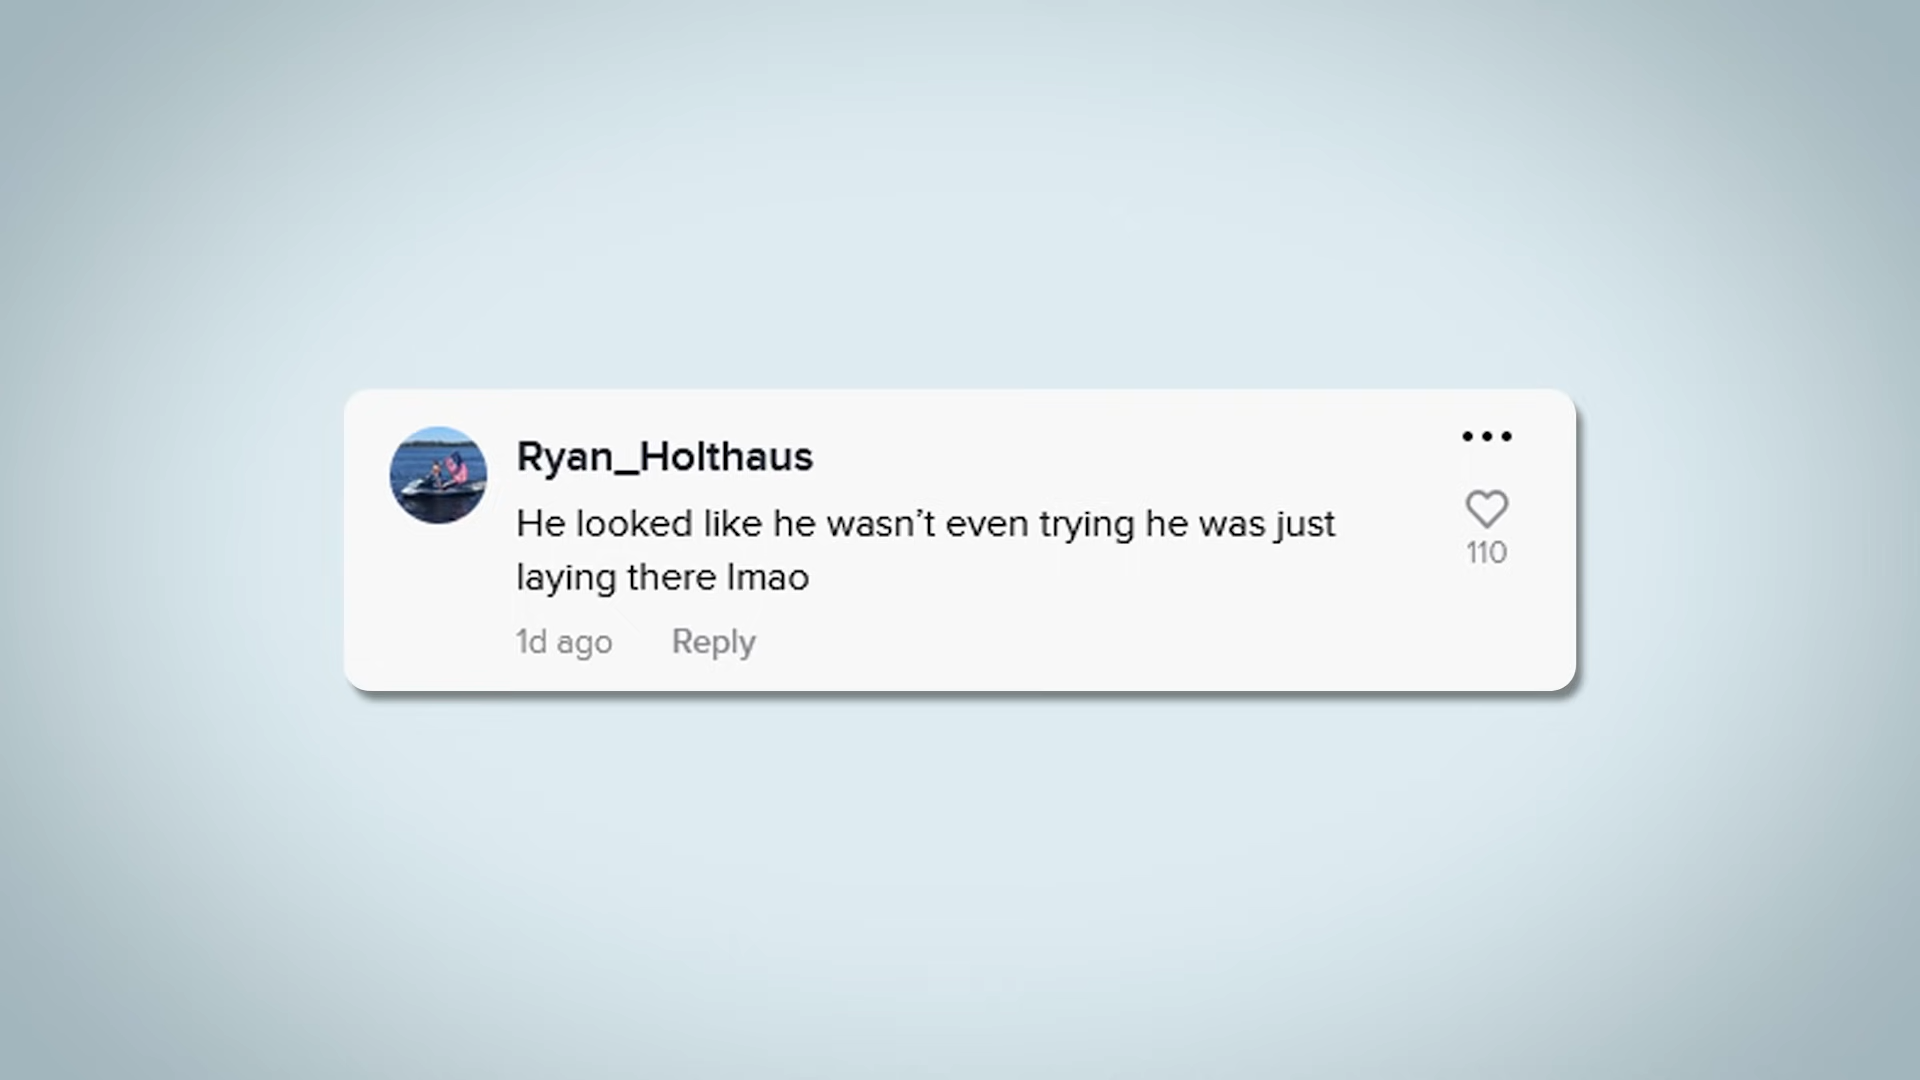 Ryan_Holthaus
He looked like he wasn’t even trying he was just
laying there lmao
110
1d ago Reply